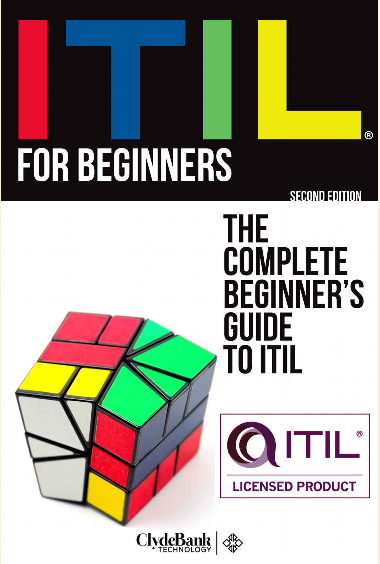 ITIL®
FOR BEGINNERS
SECOND EDITION
THE
COMPLETE
BEGINNER'S
GUIDE
TO ITIL
ITIL®
LICENSED PRODUCT
ClydeBank
TECHNOLOGY